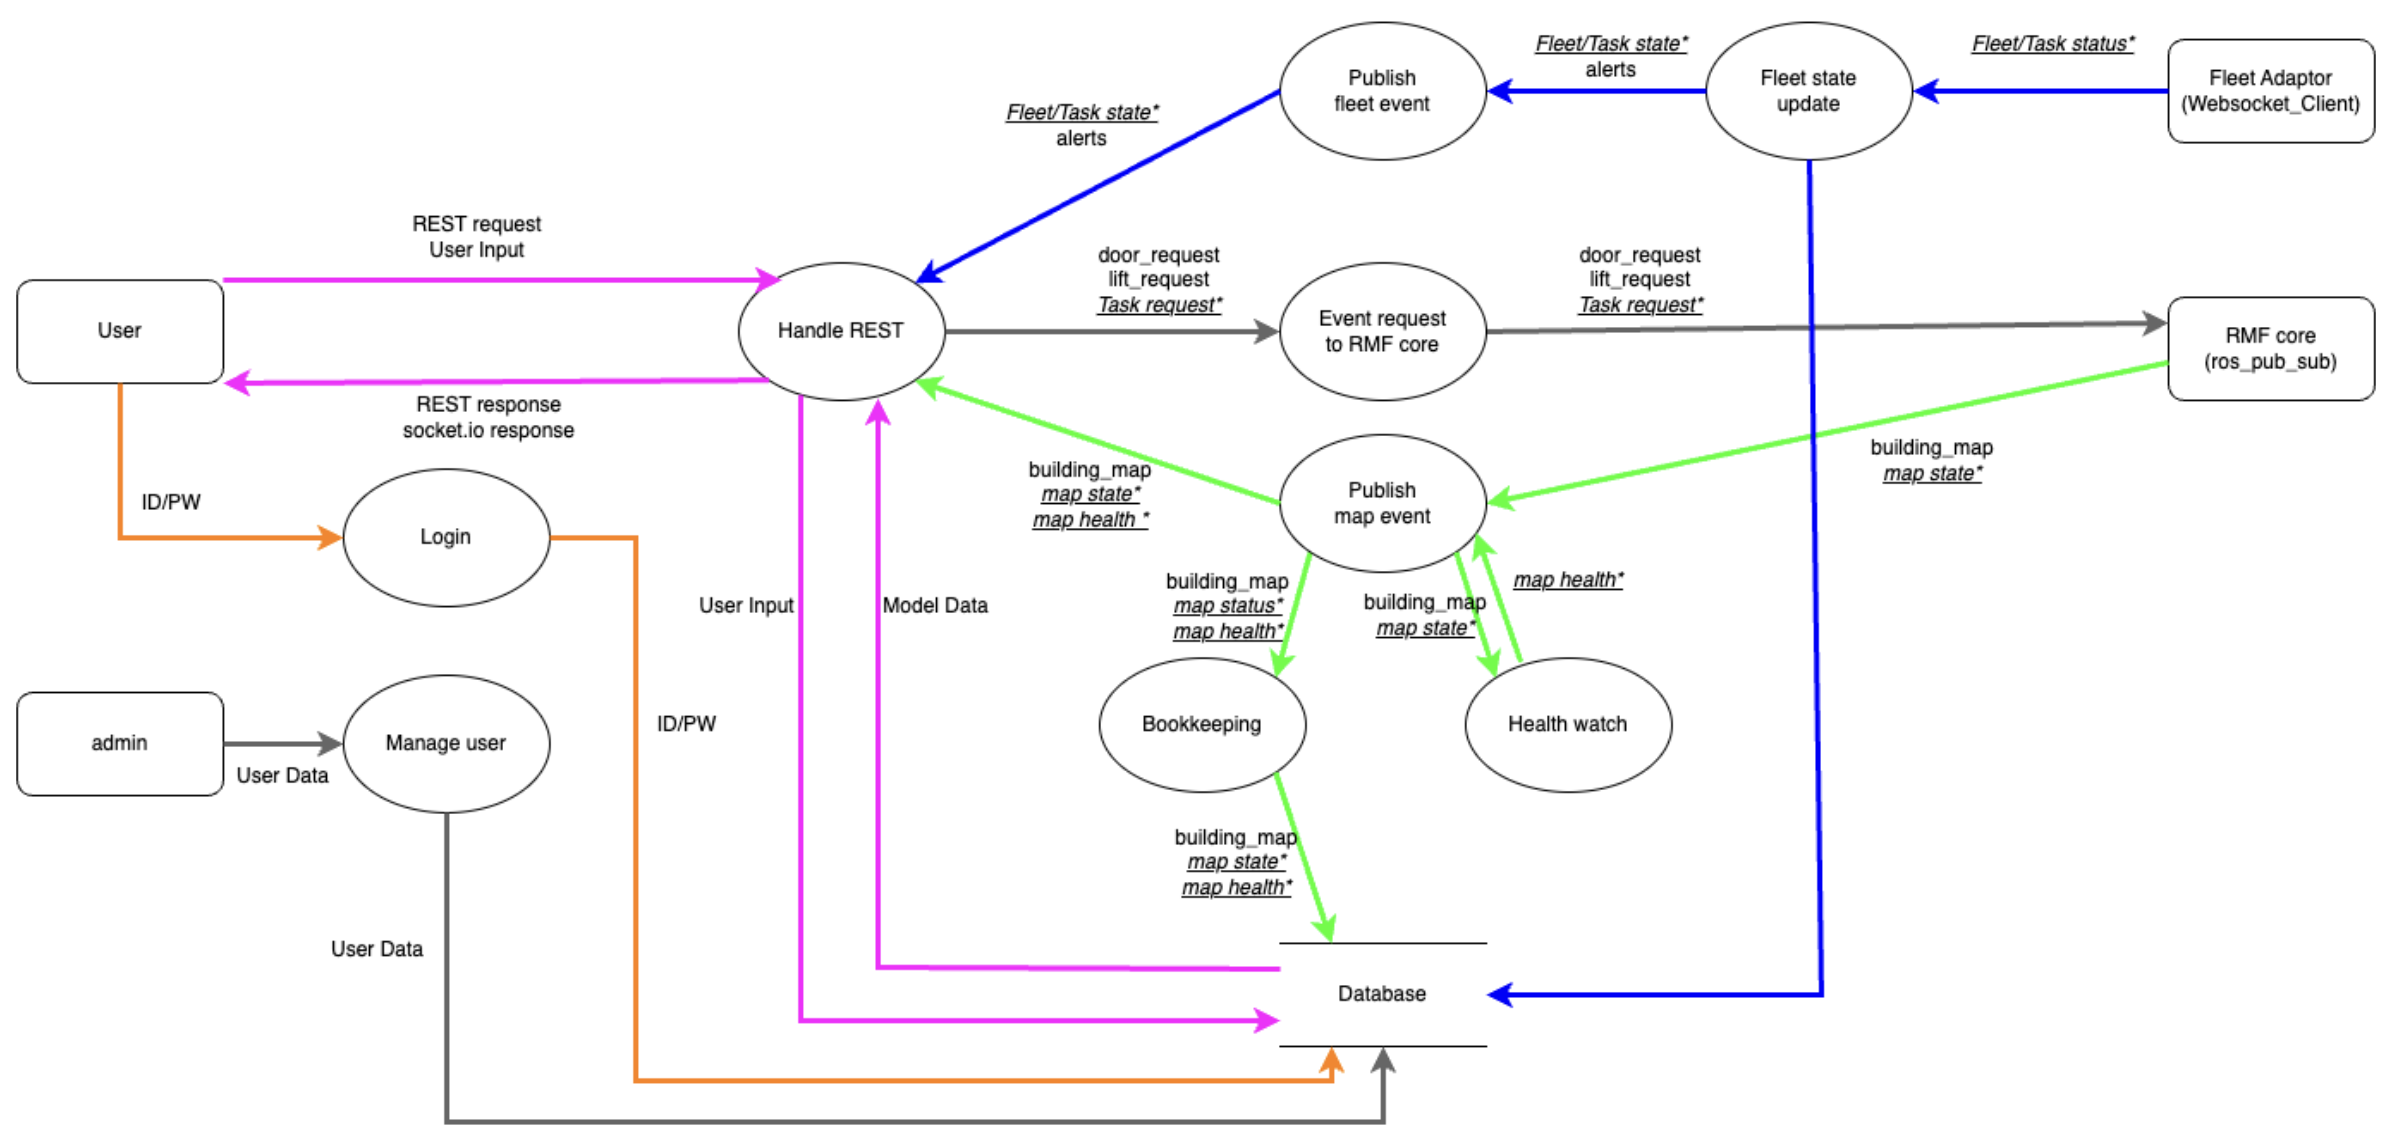 Fleet/Task state*
alerts
Fleet/Task status*
Publish
fleet event
Fleet state
update
Fleet Adaptor
(Websocket_Client)
Fleet/Task state*
alerts
REST request
User Input
door_request
lift_request
Task request*
door_request
lift_request
Task request*
User
Handle REST
Event request
to RMF core
RMF core
(ros_pub_sub)
REST response
socket.io response
building_map
map state*
map health *
Publish
map event
building_map
map state*
ID/PW
Login
building_map
map status*
map health*
building_map
map state*
map health*
User Input
Model Data
admin
Manage user
User Data
ID/PW
Bookkeeping
Health watch
building_map
map state*
map health*
User Data
Database